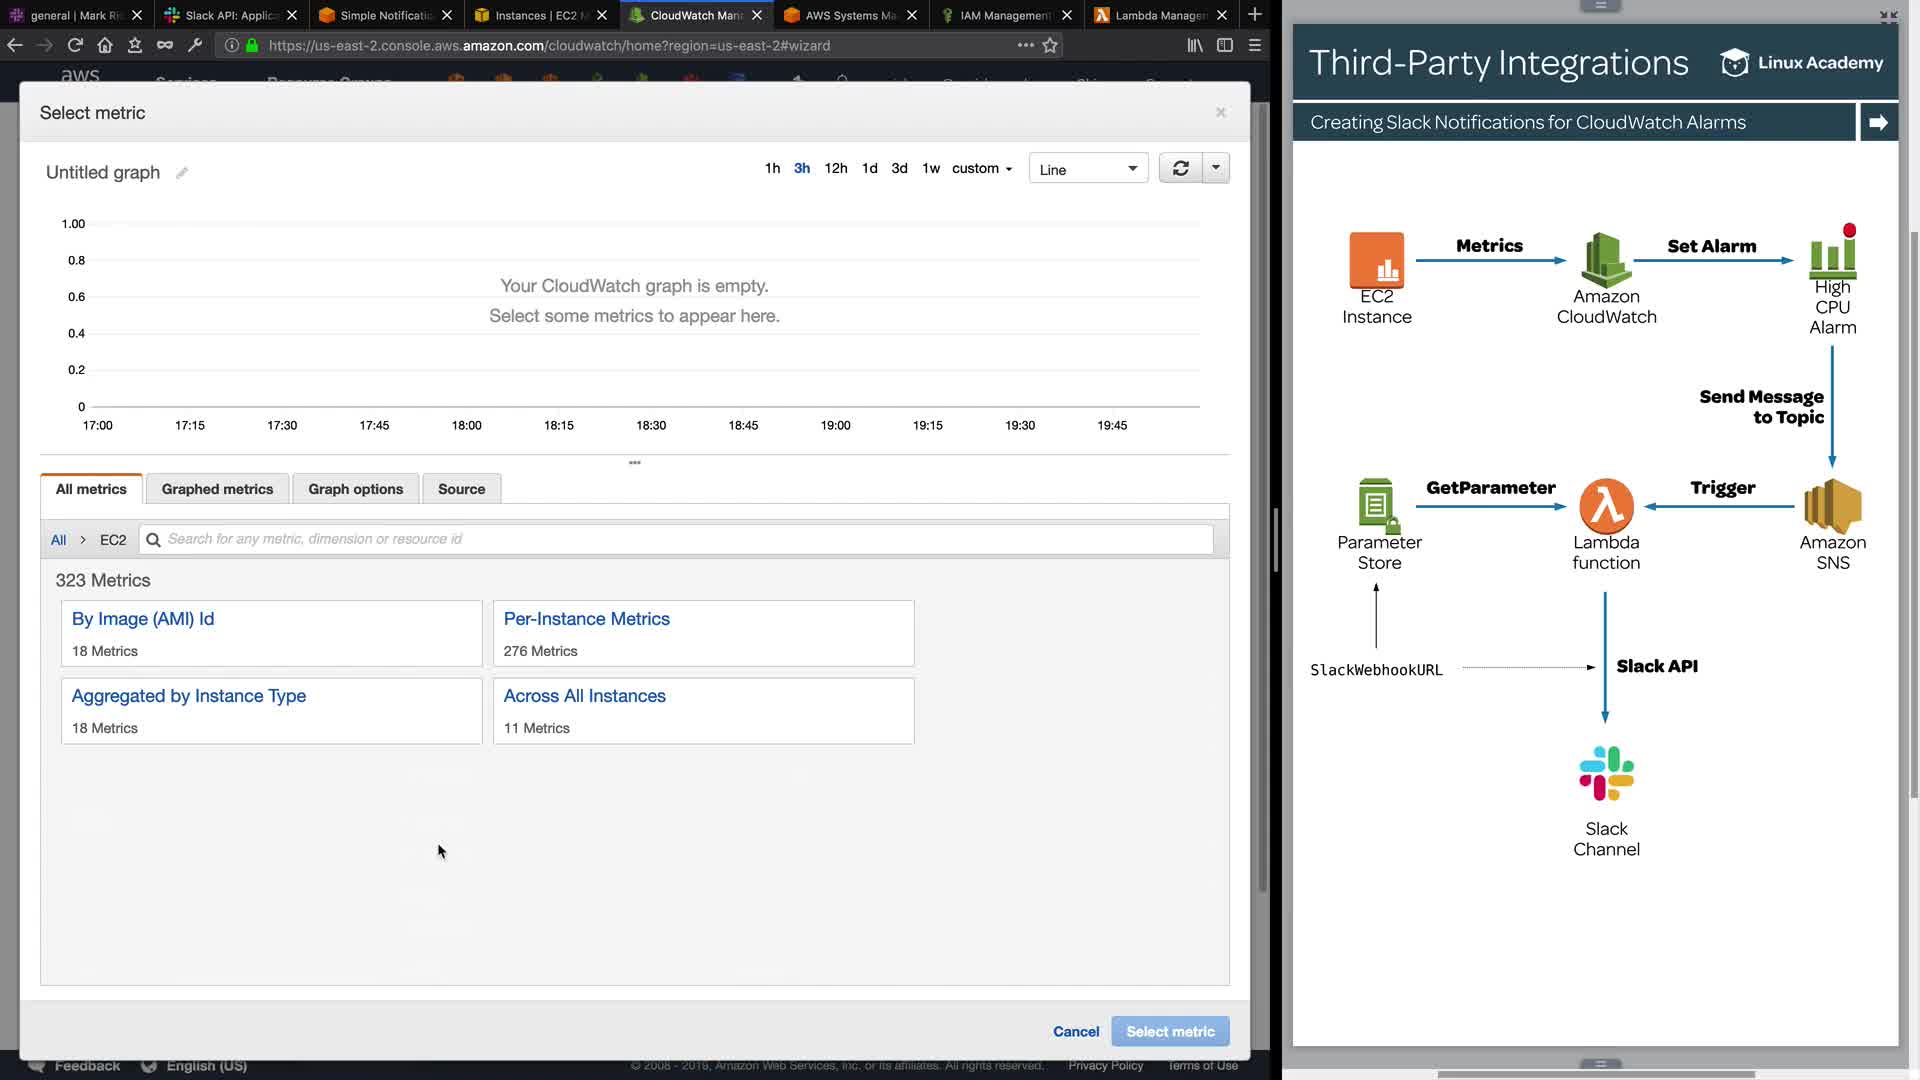 general | Mark Ri
Slack API: Applica
Simple Notificati
Instances | EC2 M
CloudWatch Man
AWS Systems Ma
IAM Management
Lambda Manage
https://us-east-2.console.aws.amazon.com/cloudwatch/home?region=us-east-2#wizard
aws
Select metric
Untitled graph
1h 3h 12h 1d 3d 1w custom
Line
1.00
0.8
0.6
0.4
0.2
0
Your CloudWatch graph is empty.
Select some metrics to appear here.
17:00 17:15 17:30 17:45 18:00 18:15 18:30 18:45 19:00 19:15 19:30 19:45
All metrics
Graphed metrics
Graph options
Source
All > EC2
Search for any metric, dimension or resource id
323 Metrics
By Image (AMI) Id
18 Metrics
Per-Instance Metrics
276 Metrics
Aggregated by Instance Type
18 Metrics
Across All Instances
11 Metrics
Cancel
Select metric
Feedback
English (US)
© 2008 - 2019, Amazon Web Services, Inc. or its affiliates. All rights reserved.
Privacy Policy
Terms of Use
Third-Party Integrations
Linux Academy
Creating Slack Notifications for CloudWatch Alarms
EC2
Instance
Metrics
Amazon
CloudWatch
Set Alarm
High
CPU
Alarm
Send Message
to Topic
Parameter
Store
GetParameter
Lambda
function
Trigger
Amazon
SNS
SlackWebhookURL
Slack API
Slack
Channel